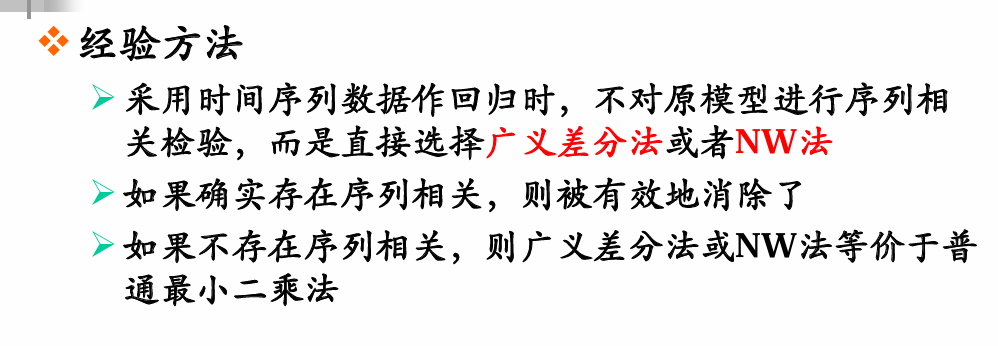 经验方法
采用时间序列数据作回归时，不对原模型进行序列相
关检验，而是直接选择广义差分法或者NW法
如果确实存在序列相关，则被有效地消除了
如果不存在序列相关，则广义差分法或NW法等价于普
通最小二乘法